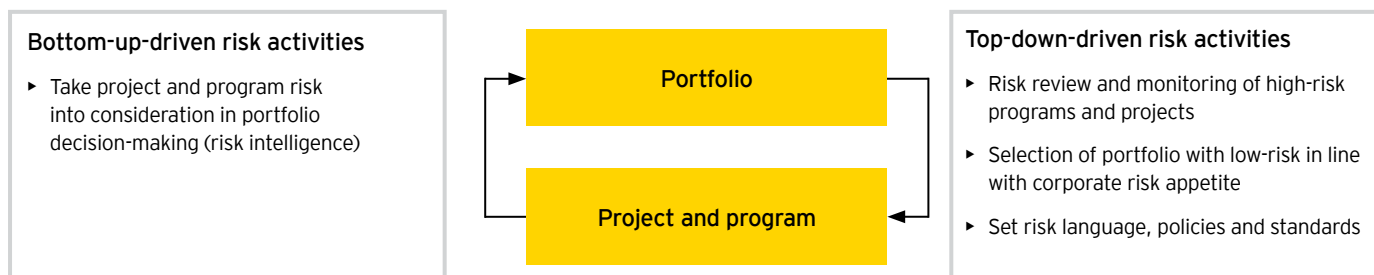 Bottom-up-driven risk activities
‣ Take project and program risk
into consideration in portfolio
decision-making (risk intelligence)
Portfolio
Project and program
Top-down-driven risk activities
‣ Risk review and monitoring of high-risk
programs and projects
‣ Selection of portfolio with low-risk in line
with corporate risk appetite
‣ Set risk language, policies and standards